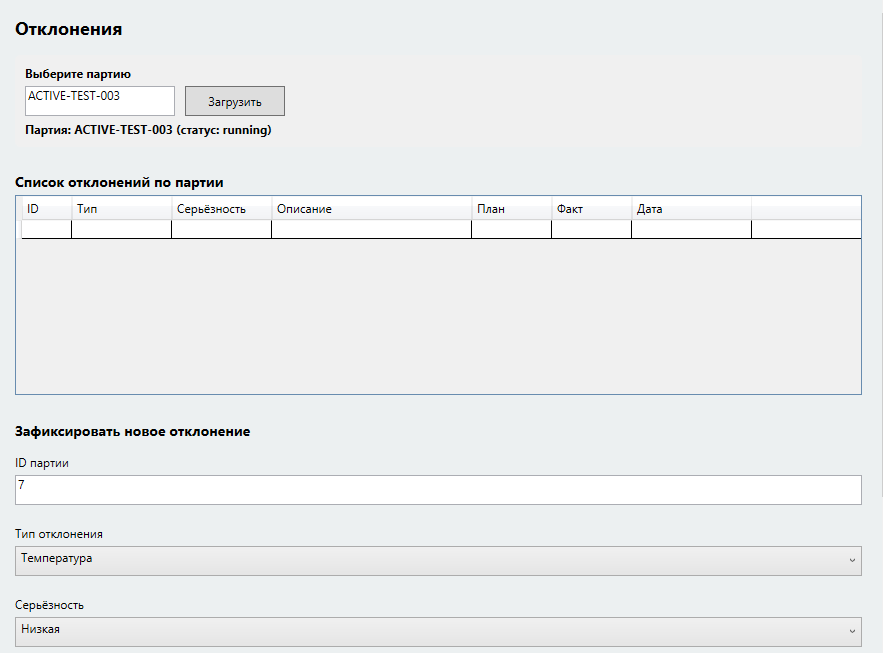 Отклонения
Выберите партию
ACTIVE-TEST-003
Загрузить
Партия: ACTIVE-TEST-003 (статус: running)
Список отклонений по партии
ID Тип Серьёзность Описание План Факт Дата
Зафиксировать новое отклонение
ID партии
7
Тип отклонения
Температура
Серьёзность
Низкая